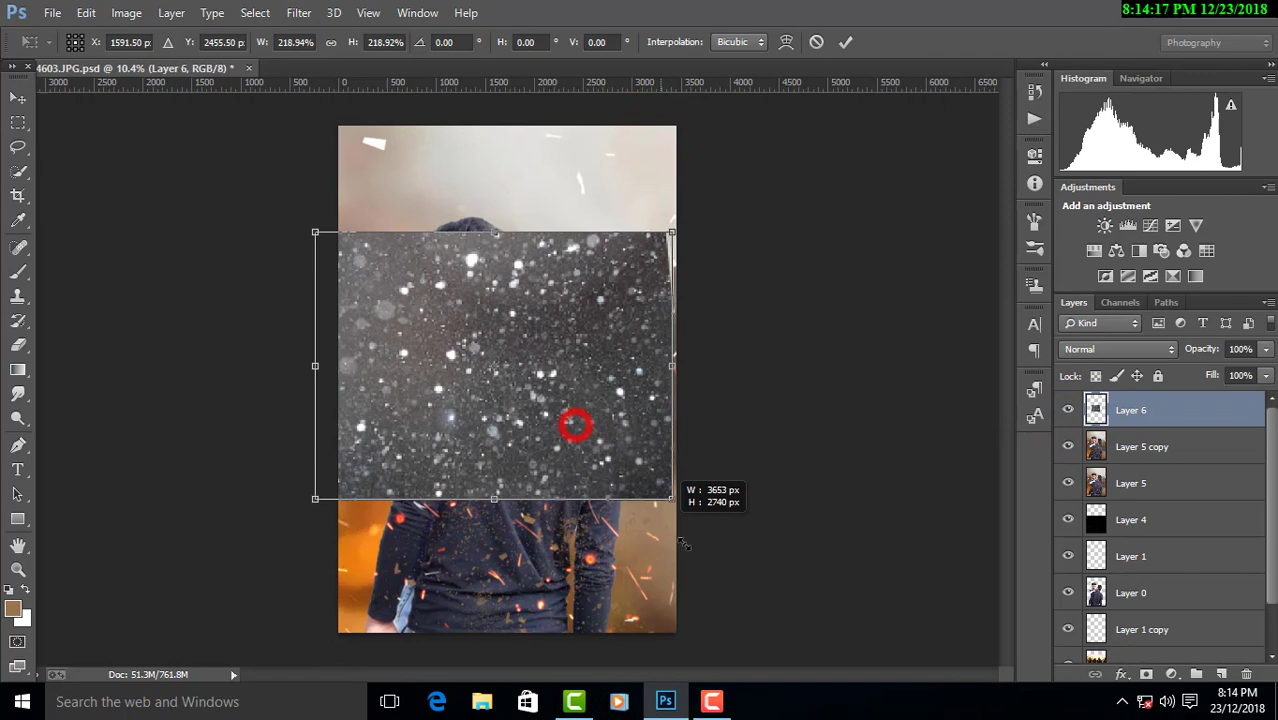 8:14:17 PM 12/23/2018
Ps File Edit Image Layer Type Select Filter 3D View Window Help
X: 1591.50 p Y: 2455.50 p W: 218.94% H: 218.92% 0.00 ° H: 0.00 ° V: 0.00 ° Interpolation: Bicubic Photography
4603.JPG.psd @ 10.4% (Layer 6, RGB/8) * ×
3000 2500 2000 1500 1000 500 0 500 1000 1500 2000 2500 3000 3500 4000 4500 5000 5500 6000 6500
Histogram Navigator
Adjustments
Add an adjustment
Layers Channels Paths
Kind
Normal Opacity: 100%
Lock: Fill: 100%
Layer 6
Layer 5 copy
Layer 5
Layer 4
Layer 1
Layer 0
Layer 1 copy
W: 3653 px
H: 2740 px
Doc: 51.3M/761.8M
Search the web and Windows
8:14 PM
23/12/2018